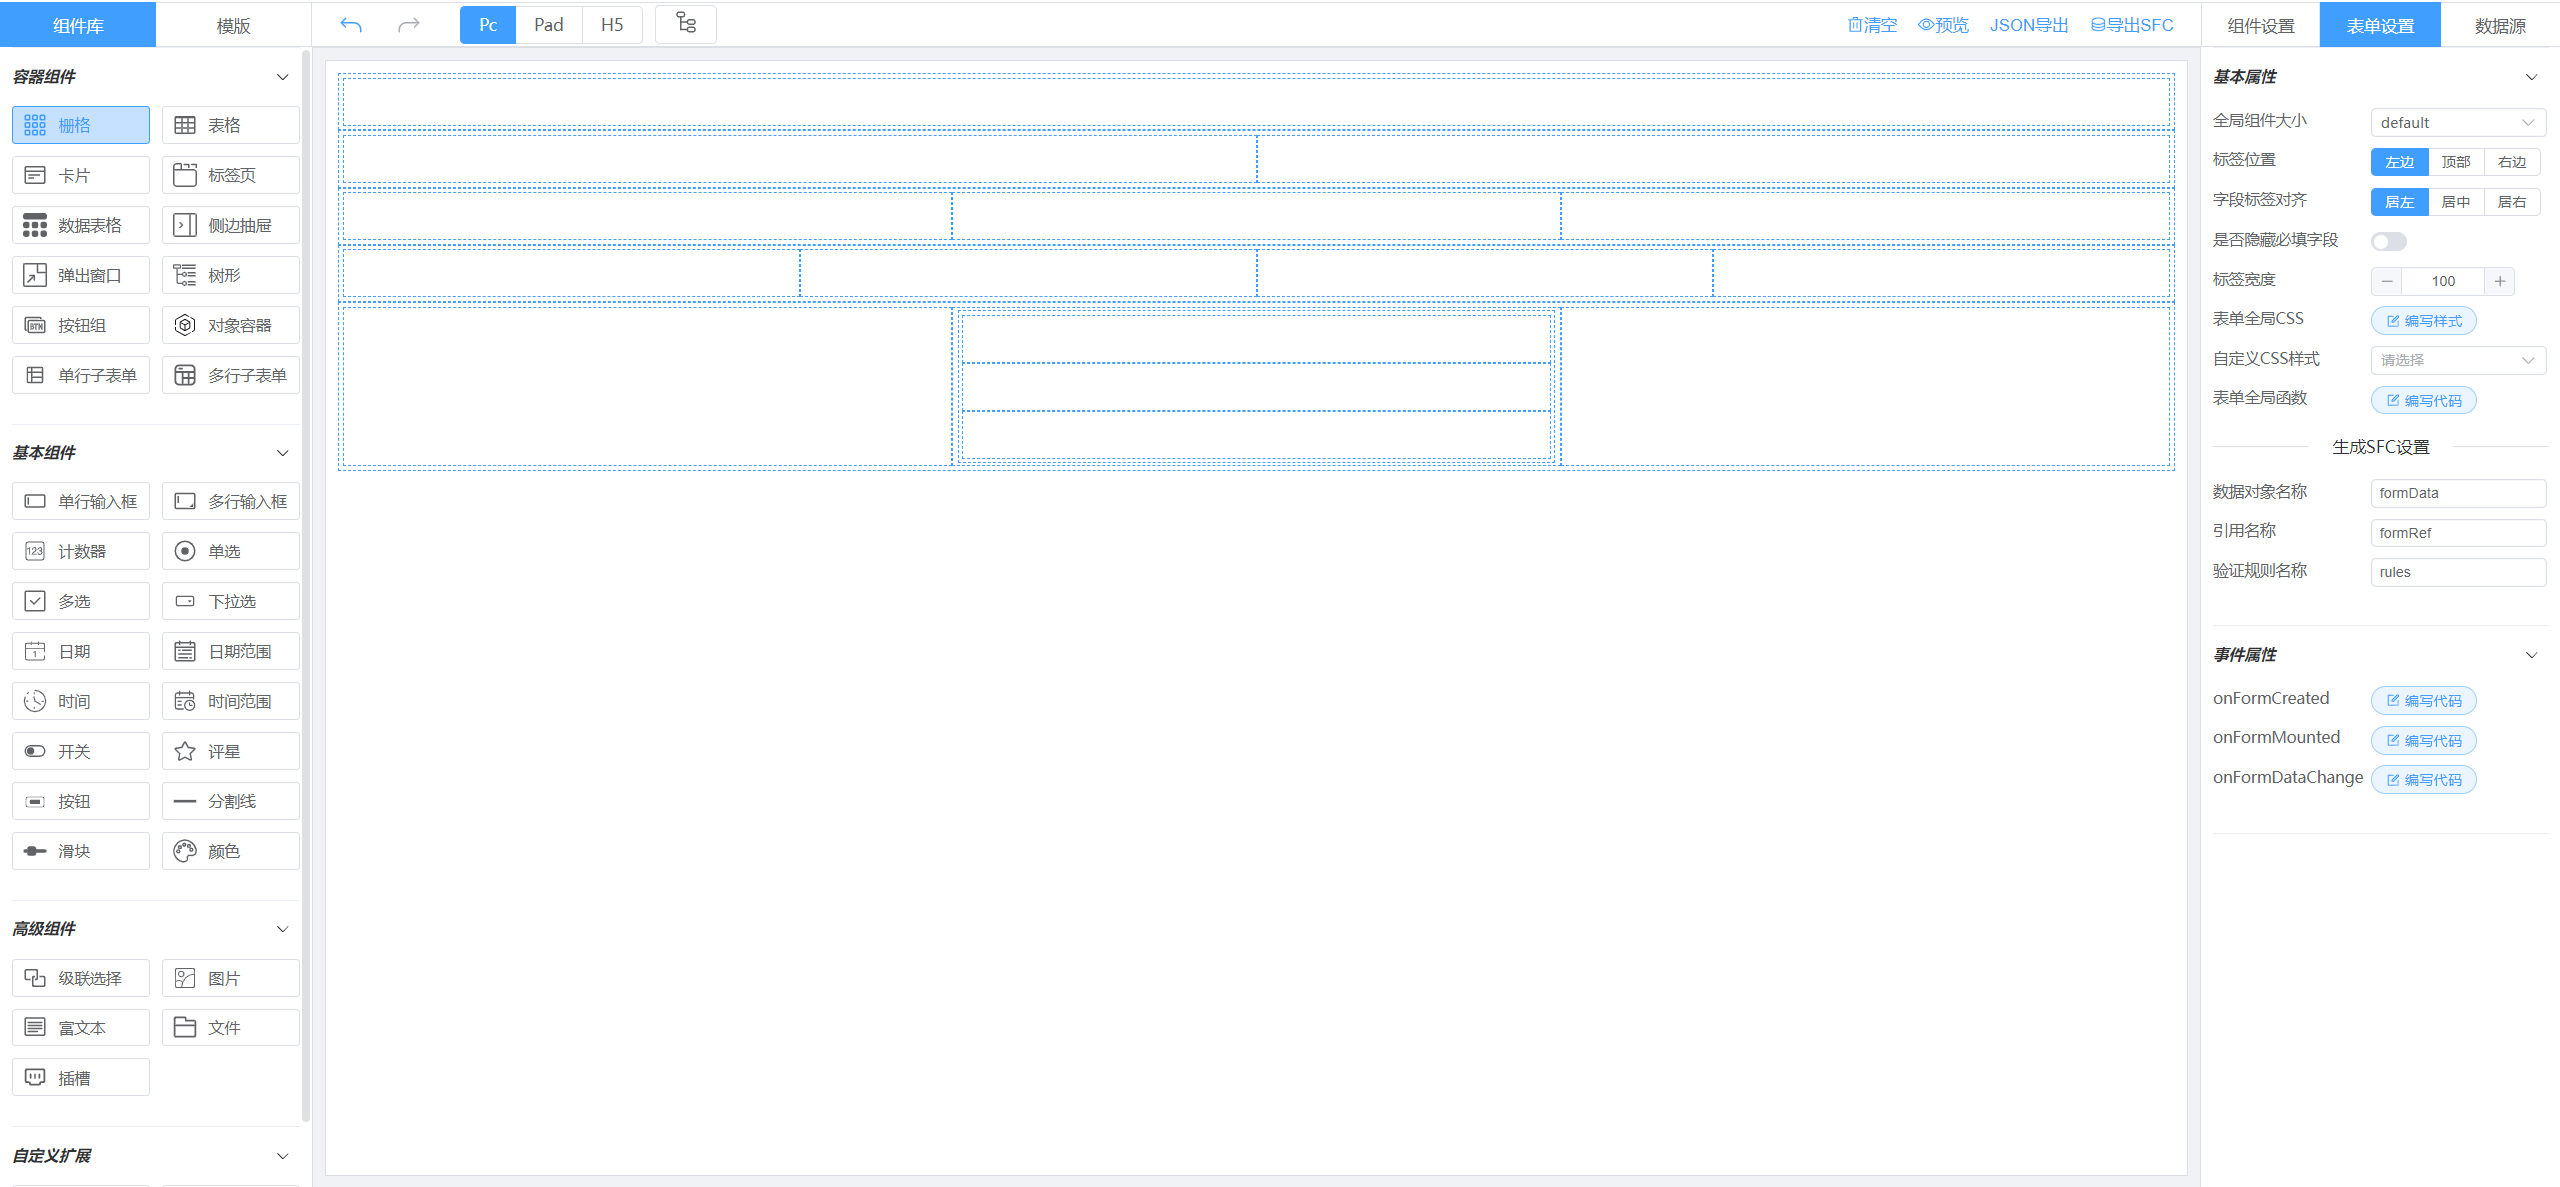 组件库
模版
Pc
Pad
H5
清空
预览
JSON导出
导出SFC
组件设置
表单设置
数据源
容器组件
栅格
表格
卡片
标签页
数据表格
侧边抽屉
弹出窗口
树形
按钮组
BTN
对象容器
单行子表单
多行子表单
基本组件
单行输入框
多行输入框
计数器
123
单选
多选
下拉选
日期
1
日期范围
时间
时间范围
开关
评星
按钮
分割线
滑块
颜色
高级组件
级联选择
图片
富文本
文件
插槽
自定义扩展
基本属性
全局组件大小
default
标签位置
左边
顶部
右边
字段标签对齐
居左
居中
居右
是否隐藏必填字段
标签宽度
100
表单全局CSS
编写样式
自定义CSS样式
请选择
表单全局函数
编写代码
生成SFC设置
数据对象名称
formData
引用名称
formRef
验证规则名称
rules
事件属性
onFormCreated
编写代码
onFormMounted
编写代码
onFormDataChange
编写代码